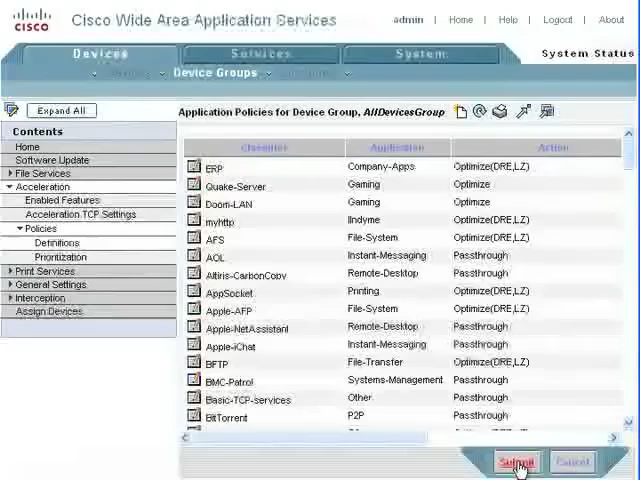 cisco
Cisco Wide Area Application Services
admin | Home | Help | Logout | About
Devices Services System System Status
Device Groups
Expand All
Application Policies for Device Group, AllDevicesGroup
Contents
Home
Software Update
File Services
Acceleration
Enabled Features
Acceleration TCP Settings
Policies
Definitions
Prioritization
Print Services
General Settings
Interception
Assign Devices
Classifier Application Action
ERP Company-Apps Optimize(DRE,LZ)
Quake-Server Gaming Optimize
Doom-LAN Gaming Optimize
myhttp Indyme Optimize(DRE,LZ)
AFS File-System Optimize(DRE,LZ)
AOL Instant-Messaging Passthrough
Altiris-CarbonCopy Remote-Desktop Passthrough
AppSocket Printing Optimize(DRE,LZ)
Apple-AFP File-System Optimize(DRE,LZ)
Apple-NetAssistant Remote-Desktop Passthrough
Apple-iChat Instant-Messaging Passthrough
BFTP File-Transfer Optimize(DRE,LZ)
BMC-Patrol Systems-Management Passthrough
Basic-TCP-services Other Passthrough
BitTorrent P2P Passthrough
Submit Cancel